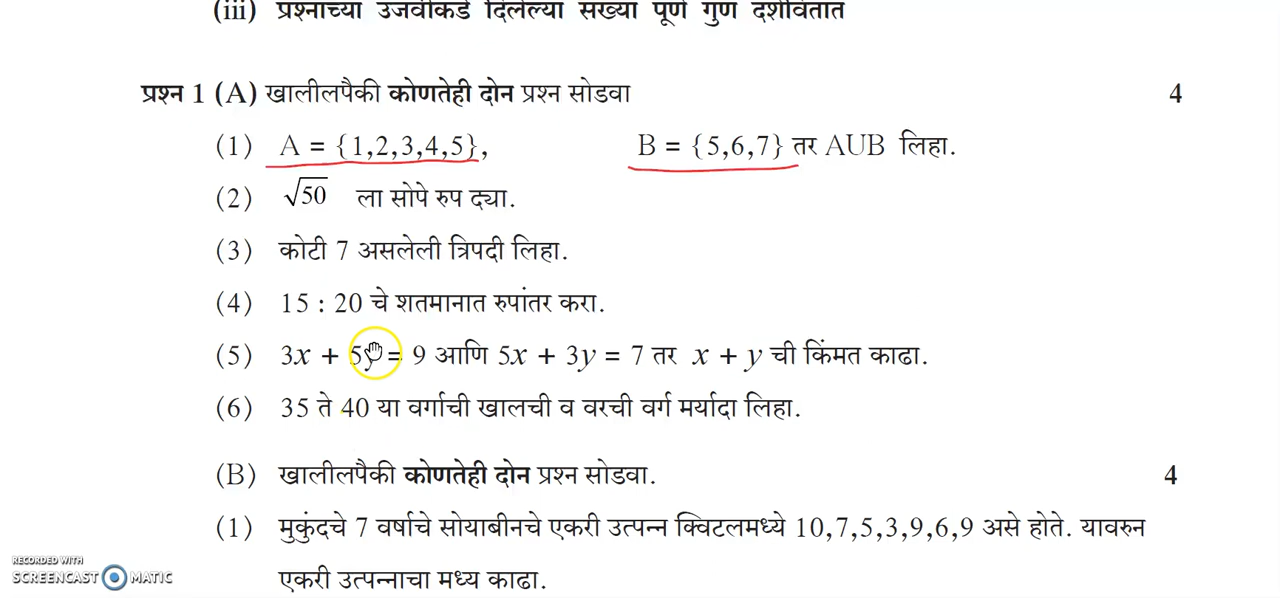 (iii) प्रश्नाच्या उजवीकडे दिलेल्या संख्या पूर्ण गुण दर्शवितात
प्रश्न 1 (A) खालीलपैकी कोणतेही दोन प्रश्न सोडवा 4
(1) A = {1,2,3,4,5}, B = {5,6,7} तर AUB लिहा.
(2) √50 ला सोपे रुप द्या.
(3) कोटी 7 असलेली त्रिपदी लिहा.
(4) 15 : 20 चे शतमानात रुपांतर करा.
(5) 3x + 5y = 9 आणि 5x + 3y = 7 तर x + y ची किंमत काढा.
(6) 35 ते 40 या वर्गाची खालची व वरची वर्ग मर्यादा लिहा.
(B) खालीलपैकी कोणतेही दोन प्रश्न सोडवा. 4
(1) मुकुंदचे 7 वर्षाचे सोयाबीनचे एकरी उत्पन्न क्विटलमध्ये 10,7,5,3,9,6,9 असे होते. यावरुन
एकरी उत्पन्नाचा मध्य काढा.
RECORDED WITH
SCREENCAST MATIC